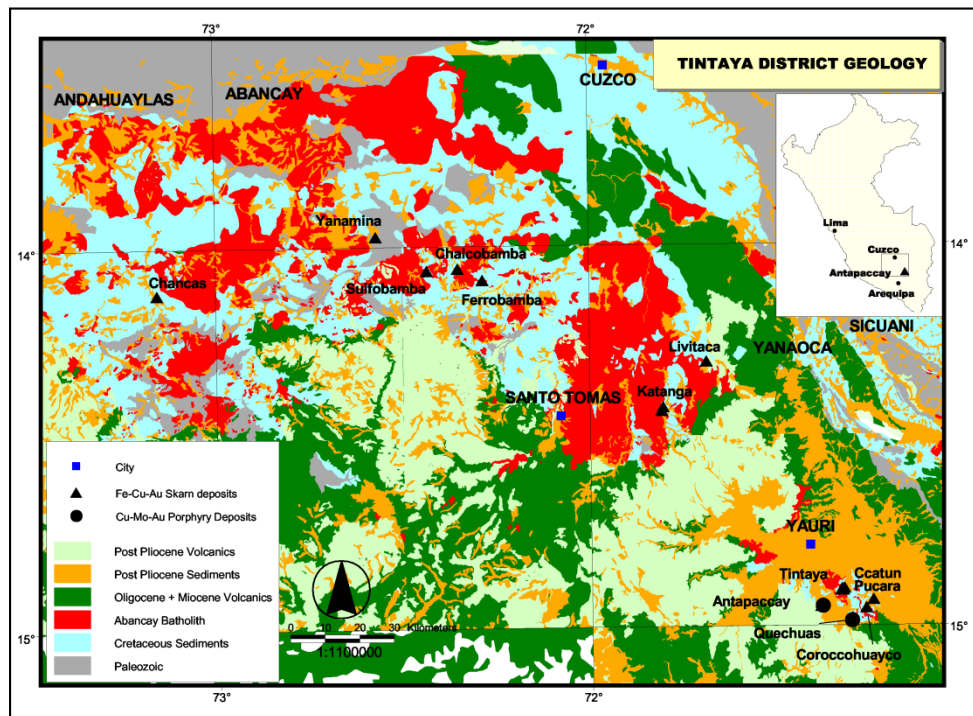 73°
72°
TINTAYA DISTRICT GEOLOGY
CUZCO
ANDAHUAYLAS
ABANCAY
Lima
Cuzco
Antapaccay
Arequipa
Yanamina
14°
14°
Chalcobamba
Chancas
Sulfobamba
Ferrobamba
SICUANI
Livitaca
YANAOCA
Katanga
SANTO TOMAS
City
Fe-Cu-Au Skarn deposits
Cu-Mo-Au Porphyry Deposits
Post Pliocene Volcanics
Post Pliocene Sediments
Oligocene + Miocene Volcanics
Abancay Batholith
Cretaceous Sediments
Paleozoic
YAURI
Tintaya
Ccatun
Pucara
Antapaccay
Quechuas
Coroccohuayco
0 10 20 30 Kilometers
1:1100000
15°
15°
73°
72°